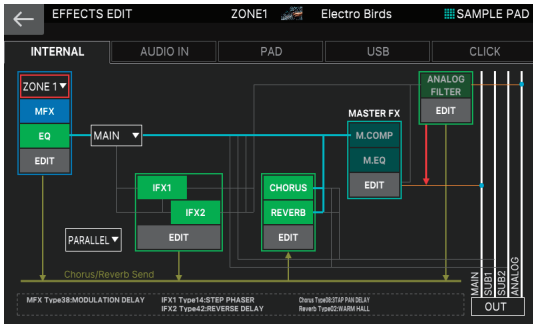 EFFECTS EDIT ZONE1 Electro Birds SAMPLE PAD
INTERNAL AUDIO IN PAD USB CLICK
ZONE 1
MFX
EQ
EDIT
MAIN
IFX1
IFX2
EDIT
PARALLEL
CHORUS
REVERB
EDIT
MASTER FX
M.COMP
M.EQ
EDIT
ANALOG
FILTER
EDIT
Chorus/Reverb Send
MAIN
SUB1
SUB2
ANALOG
OUT
MFX Type38:MODULATION DELAY IFX1 Type14:STEP PHASER Chorus Type08:3TAP PAN DELAY
IFX2 Type42:REVERSE DELAY Reverb Type02:WARM HALL